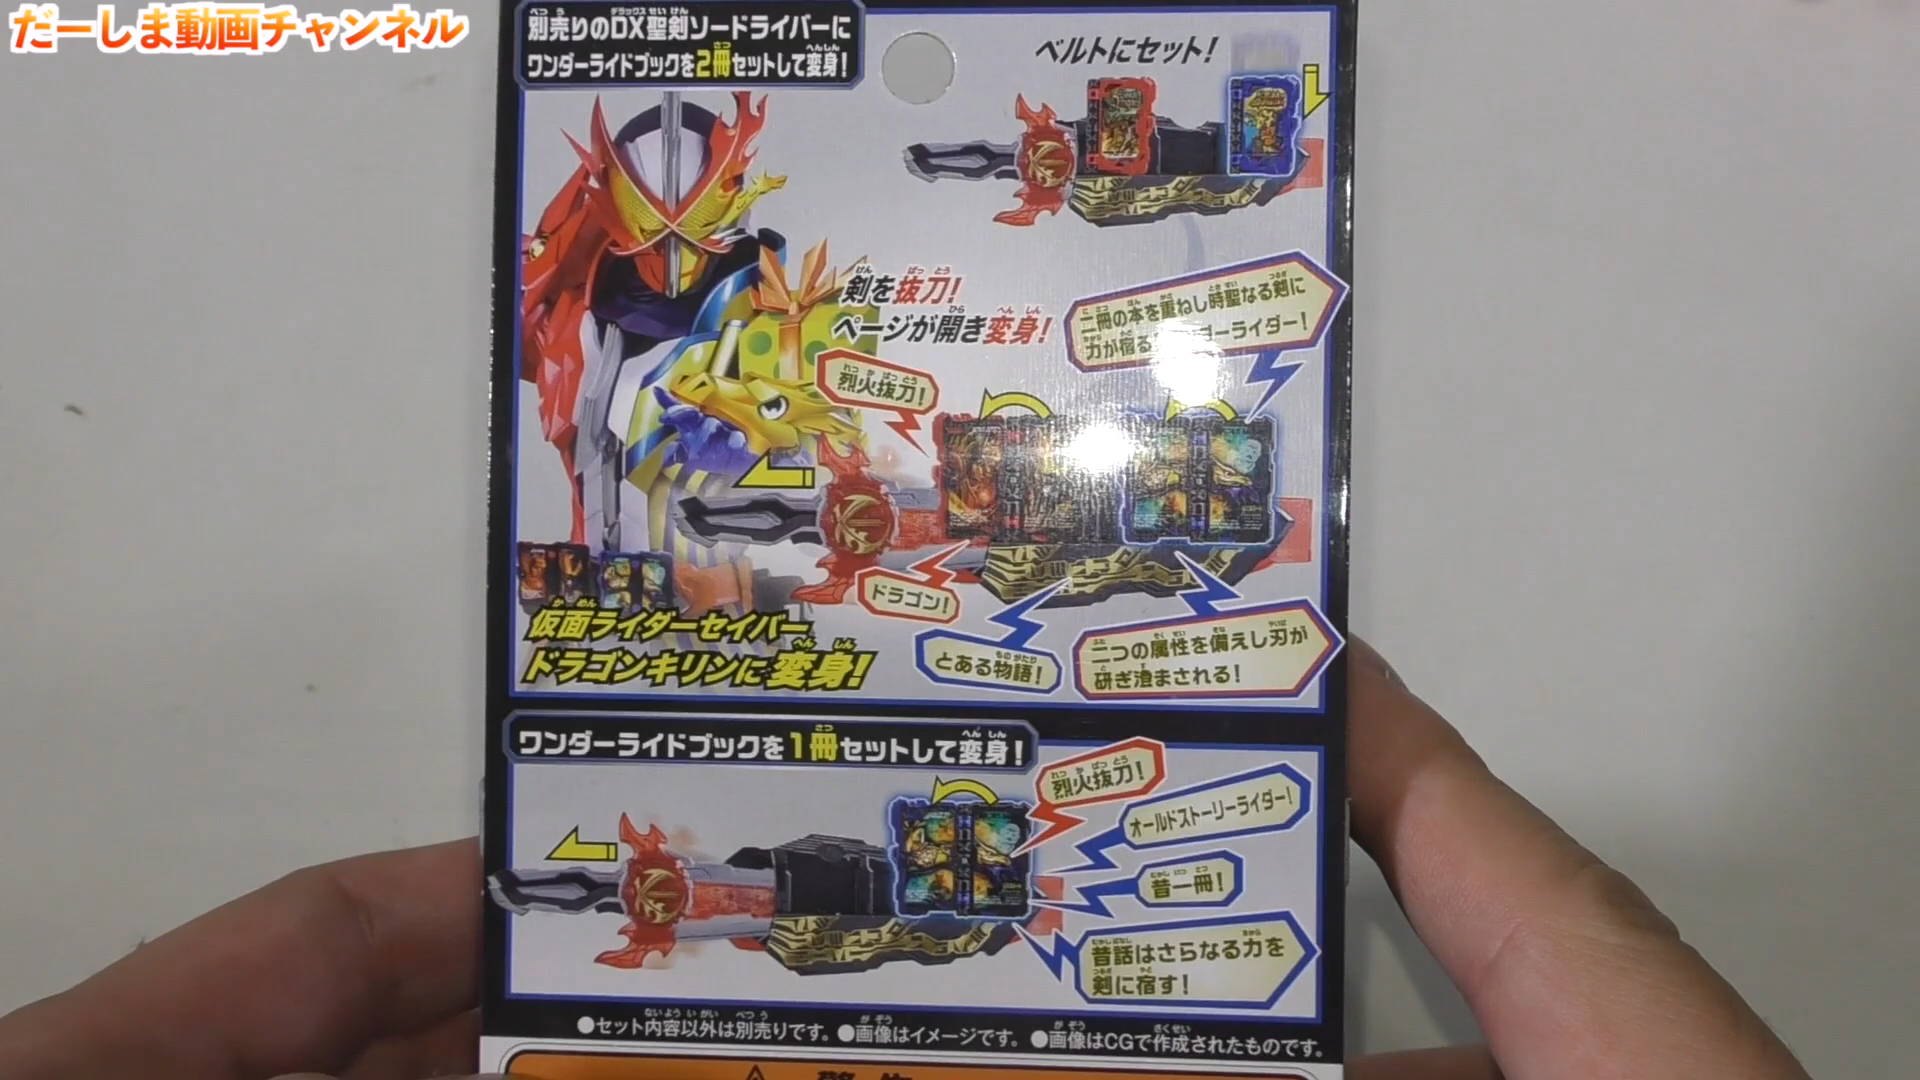 だーしま動画チャンネル
別売りのDX聖剣ソードライバーに
ワンダーライドブックを2冊セットして変身!
ベルトにセット!
剣を抜刀!
ページが開き変身!
二冊の本を重ねし時聖なる剣に
力が宿る ダーライダー!
烈火抜刀!
ドラゴン!
とある物語!
二つの属性を備えし刃が
研ぎ澄まされる!
仮面ライダーセイバー
ドラゴンキリンに変身!
ワンダーライドブックを1冊セットして変身!
烈火抜刀!
オールドストーリーライダー!
昔一冊!
昔話はさらなる力を
剣に宿す!
●セット内容以外は別売りです。●画像はイメージです。●画像はCGで作成されたものです。